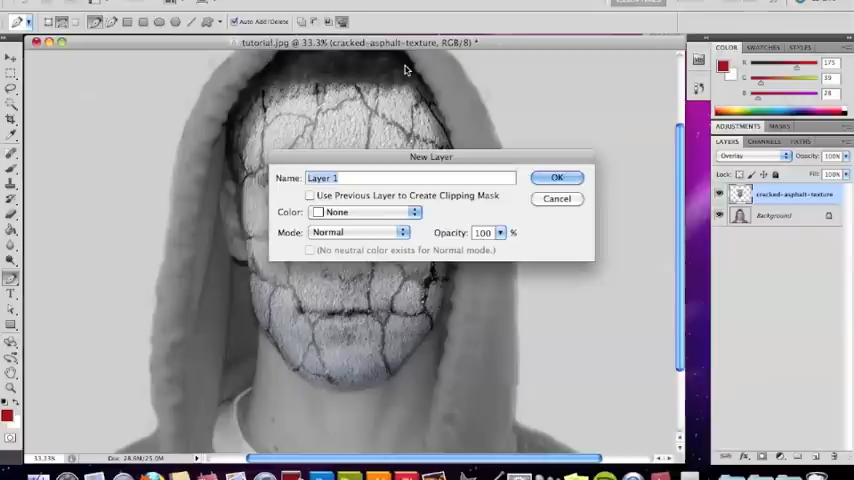 Auto Add/Delete
tutorial.jpg @ 33.3% (cracked-asphalt-texture, RGB/8) *
COLOR SWATCHES STYLES
R 175
G 39
B 28
ADJUSTMENTS MASKS
LAYERS CHANNELS PATHS
Overlay Opacity: 100%
Lock: Fill: 100%
cracked-asphalt-texture
Background
New Layer
Name: Layer 1
OK
Use Previous Layer to Create Clipping Mask
Cancel
Color: None
Mode: Normal Opacity: 100 %
(No neutral color exists for Normal mode.)
33.33% Doc: 28.6M/25.0M